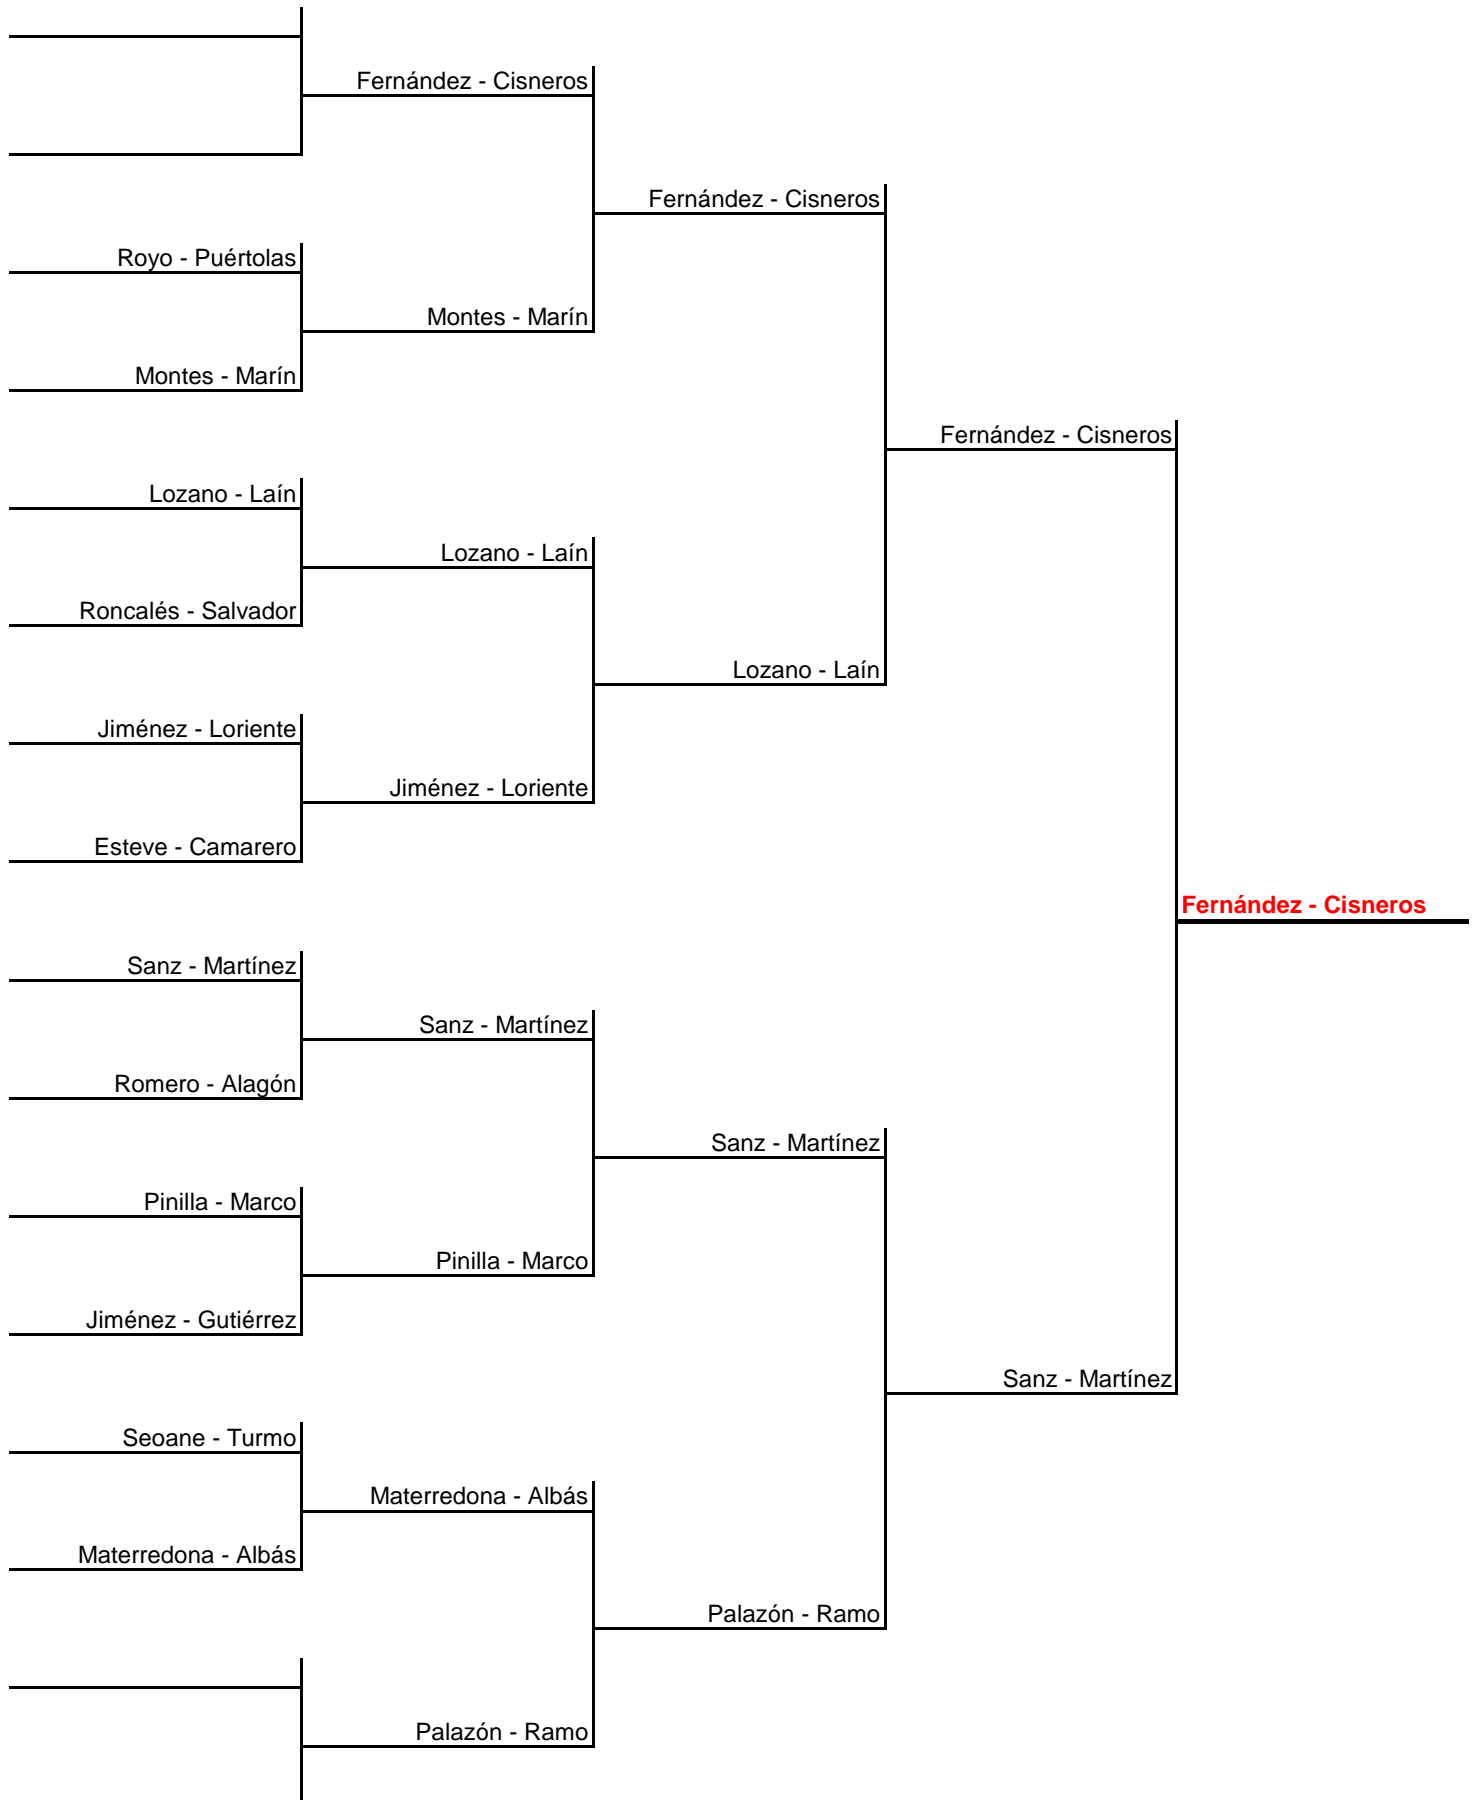 Fernández - Cisneros
Fernández - Cisneros
Royo - Puértolas
Montes - Marín
Montes - Marín
Fernández - Cisneros
Lozano - Laín
Lozano - Laín
Roncalés - Salvador
Lozano - Laín
Jiménez - Loriente
Jiménez - Loriente
Esteve - Camarero
Fernández - Cisneros
Sanz - Martínez
Sanz - Martínez
Romero - Alagón
Sanz - Martínez
Pinilla - Marco
Pinilla - Marco
Jiménez - Gutiérrez
Sanz - Martínez
Seoane - Turmo
Materredona - Albás
Materredona - Albás
Palazón - Ramo
Palazón - Ramo